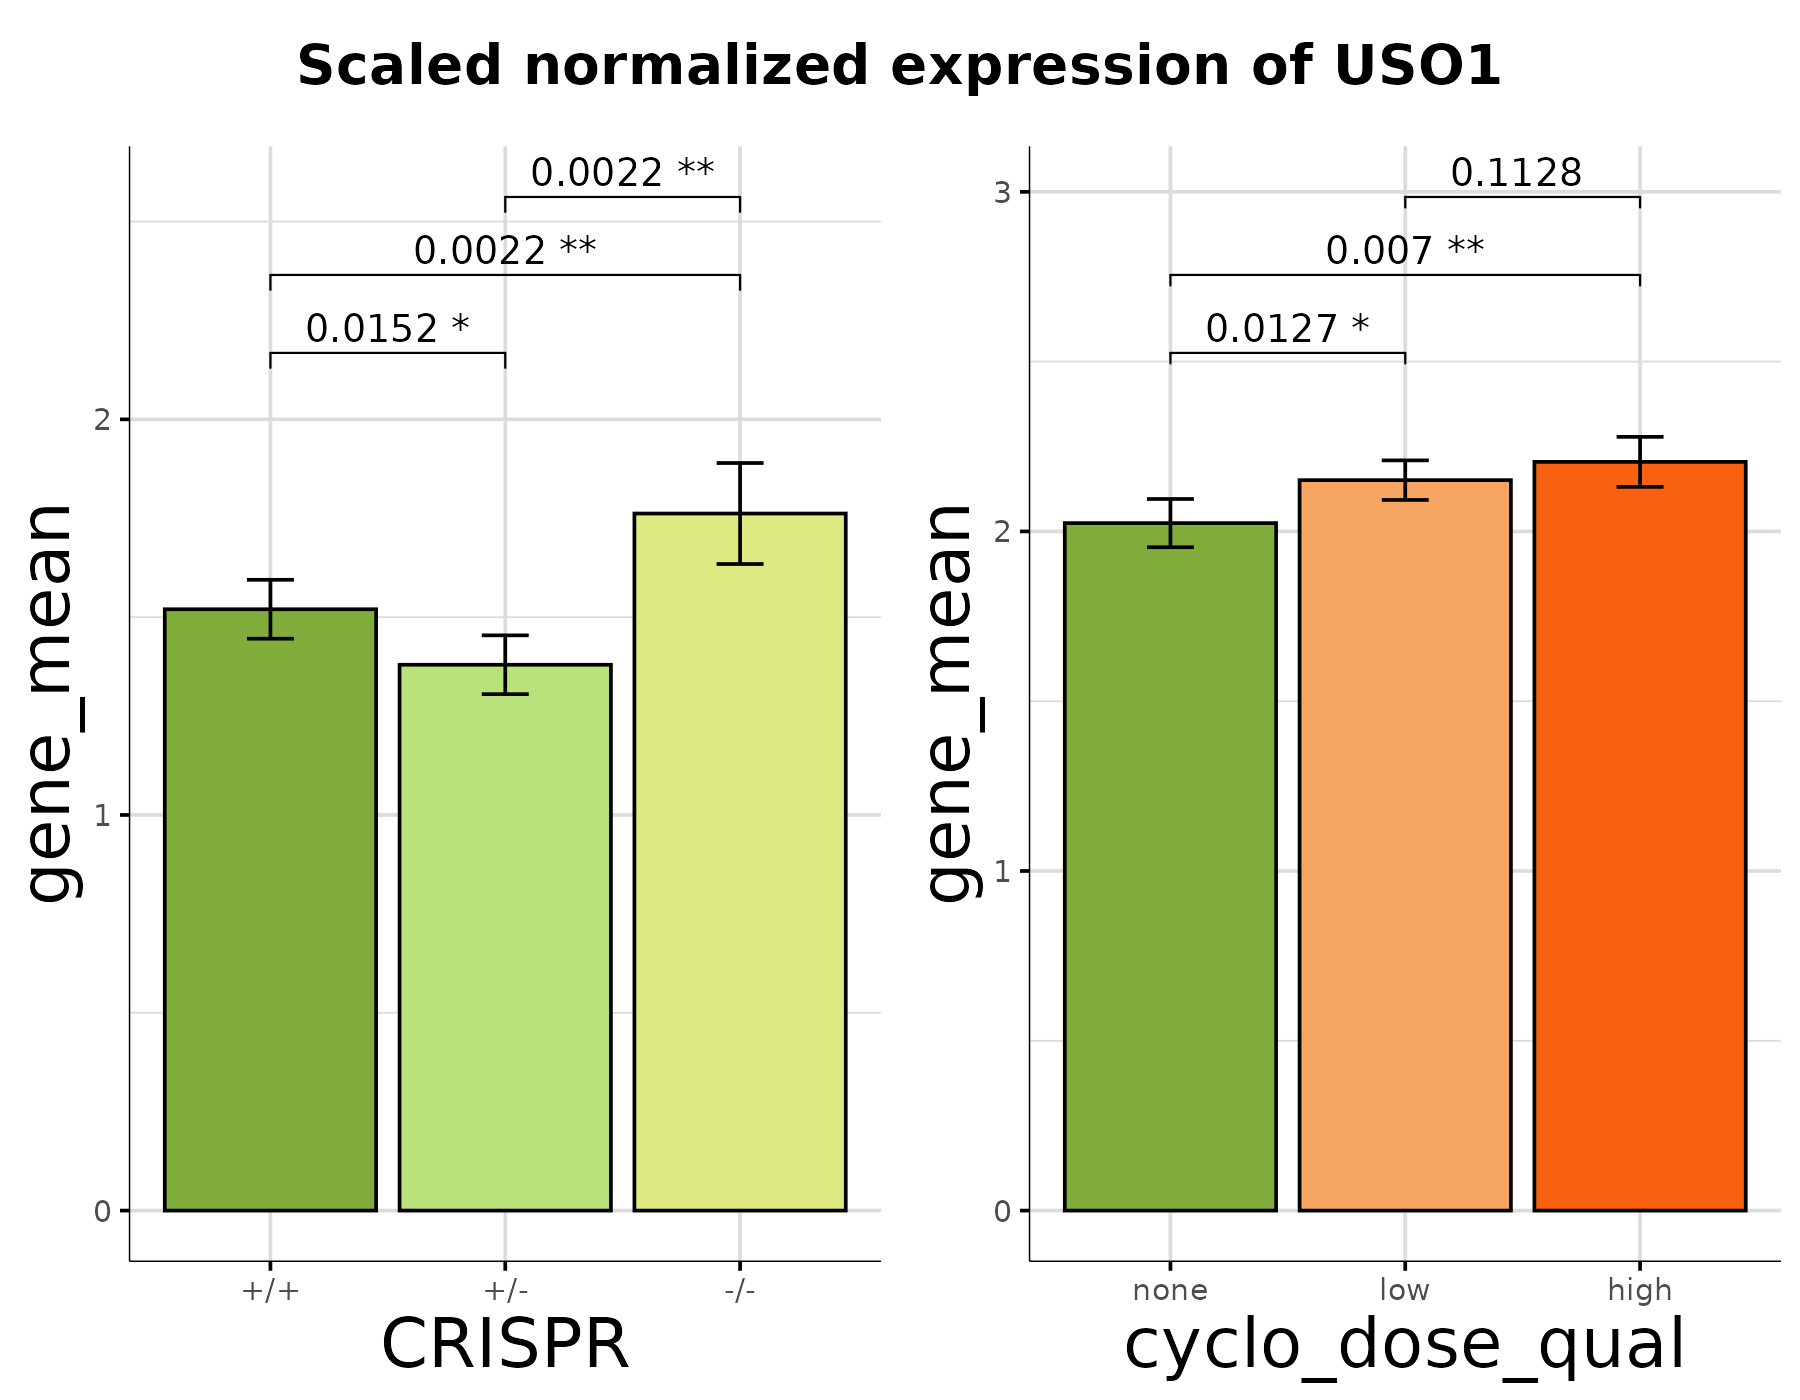 Scaled normalized expression of USO1
0.0022 **
0.0022 **
0.0152 *
2
1
0
gene_mean
+/+
+/-
-/-
CRISPR
0.1128
0.007 **
0.0127 *
3
2
1
0
gene_mean
none
low
high
cyclo_dose_qual